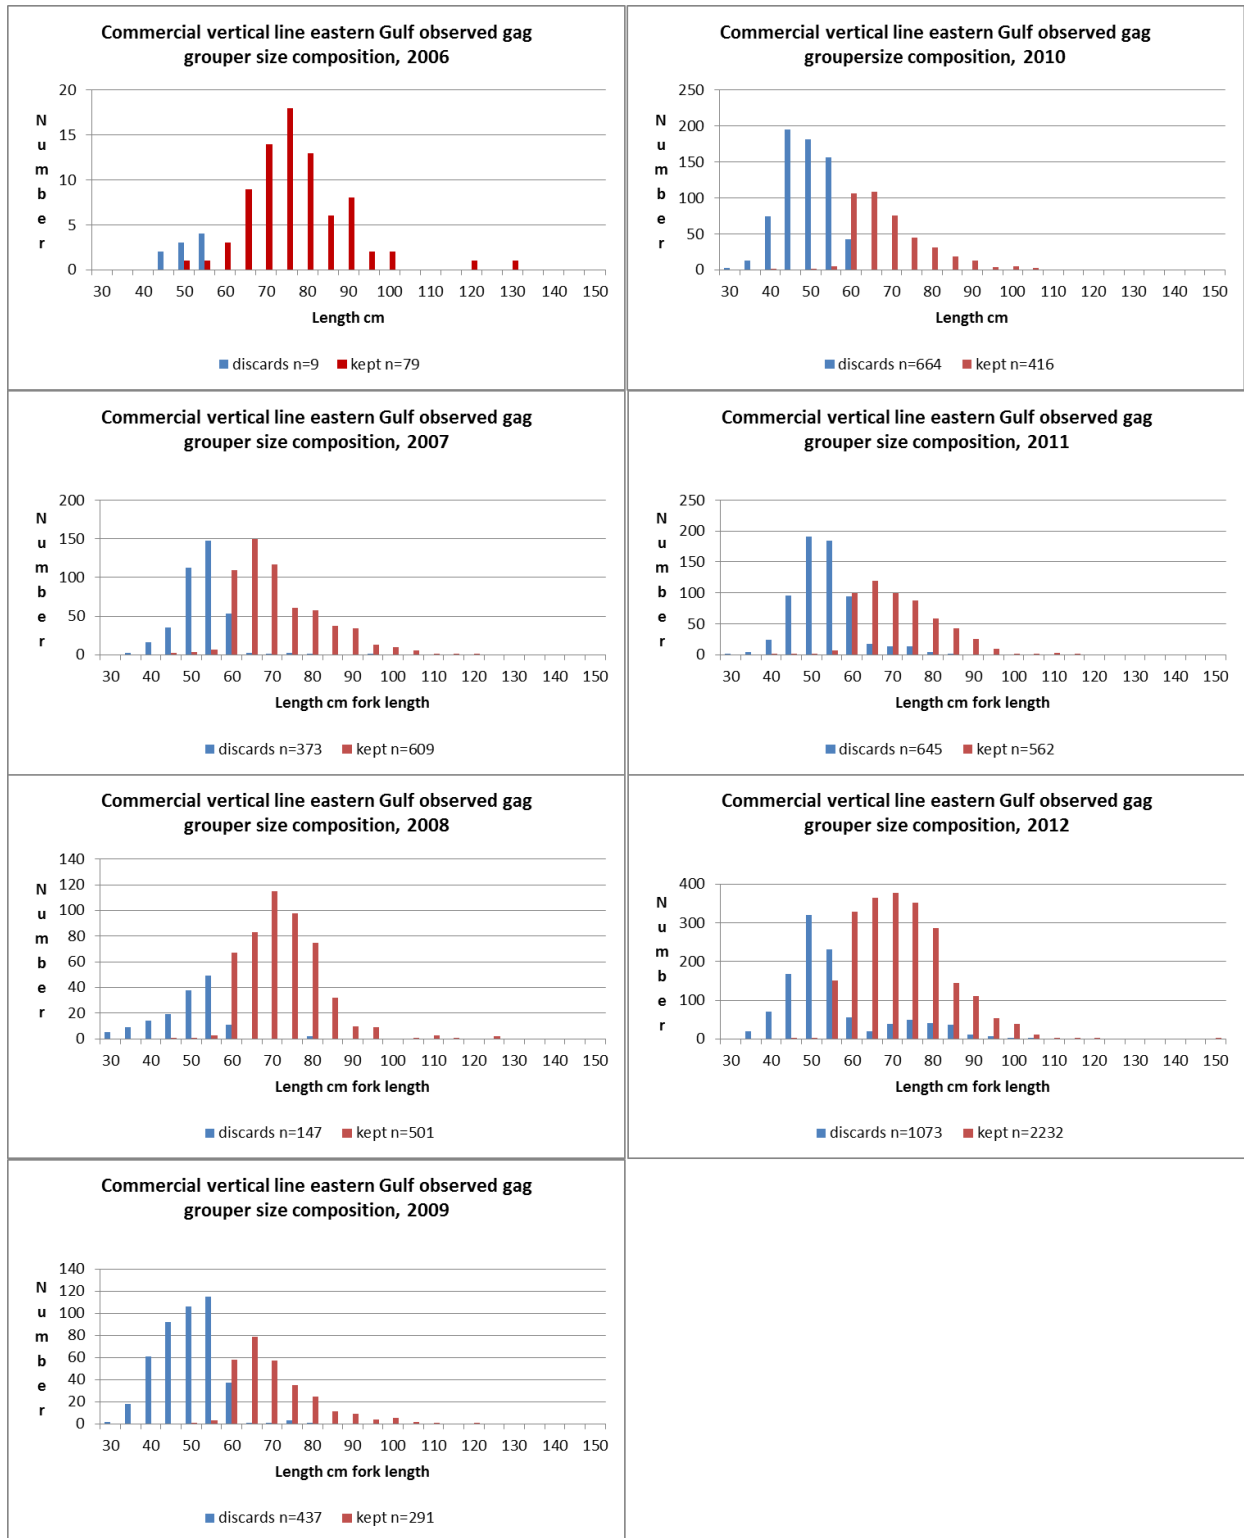 Commercial vertical line eastern Gulf observed gag
grouper size composition, 2006
Number
20
15
10
5
0
30 40 50 60 70 80 90 100 110 120 130 140 150
Length cm
discards n=9 kept n=79
Commercial vertical line eastern Gulf observed gag
groupersize composition, 2010
Number
250
200
150
100
50
0
30 40 50 60 70 80 90 100 110 120 130 140 150
Length cm
discards n=664 kept n=416
Commercial vertical line eastern Gulf observed gag
grouper size composition, 2007
Number
200
150
100
50
0
30 40 50 60 70 80 90 100 110 120 130 140 150
Length cm fork length
discards n=373 kept n=609
Commercial vertical line eastern Gulf observed gag
grouper size composition, 2011
Number
250
200
150
100
50
0
30 40 50 60 70 80 90 100 110 120 130 140 150
Length cm fork length
discards n=645 kept n=562
Commercial vertical line eastern Gulf observed gag
grouper size composition, 2008
Number
140
120
100
80
60
40
20
0
30 40 50 60 70 80 90 100 110 120 130 140 150
Length cm fork length
discards n=147 kept n=501
Commercial vertical line eastern Gulf observed gag
grouper size composition, 2012
Number
400
300
200
100
0
30 40 50 60 70 80 90 100 110 120 130 140 150
Length cm fork length
discards n=1073 kept n=2232
Commercial vertical line eastern Gulf observed gag
grouper size composition, 2009
Number
140
120
100
80
60
40
20
0
30 40 50 60 70 80 90 100 110 120 130 140 150
Length cm fork length
discards n=437 kept n=291